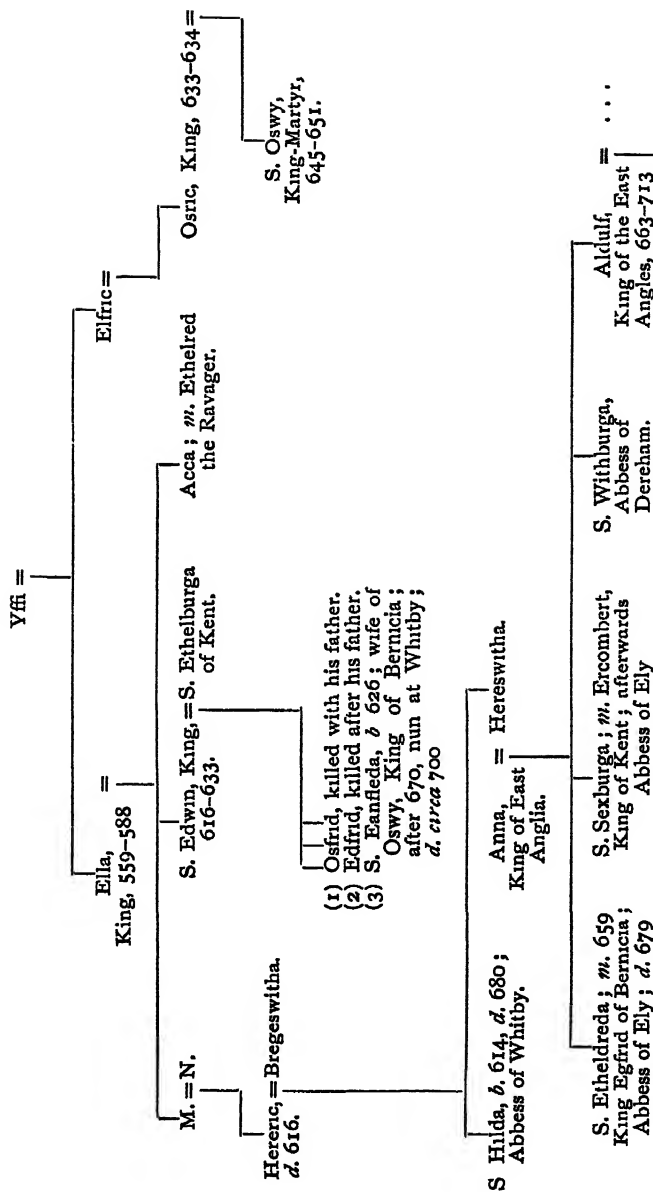 Yffi =
Ella, =
King, 559–588
Elfric =
M. = N.
S. Edwin, King, = S. Ethelburga
616–633. of Kent.
Acca; m. Ethelred
the Ravager.
Osric, King, 633–634 =
Hereric, = Bregeswitha.
d. 616.
(1) Osfrid, killed with his father.
(2) Edfrid, killed after his father.
(3) S. Eanfleda, b 626; wife of
Oswy, King of Bernicia;
after 670, nun at Whitby;
d. circa 700
S. Oswy,
King-Martyr,
645–651.
S Hilda, b. 614, d. 680;
Abbess of Whitby.
Anna, = Hereswitha.
King of East
Anglia.
S. Etheldreda; m. 659
King Egfrid of Bernicia;
Abbess of Ely; d. 679
S. Sexburga; m. Ercombert,
King of Kent; afterwards
Abbess of Ely
S. Withburga,
Abbess of
Dereham.
Aldulf, = ...
King of the East
Angles, 663–713